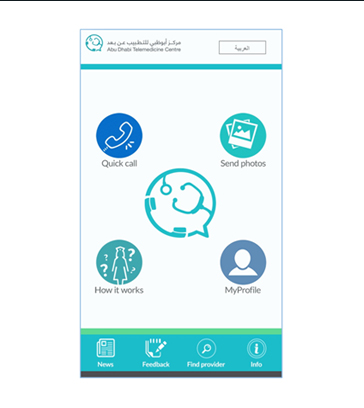 مركز أبوظبي للتطبيب عن بعد
Abu Dhabi Telemedicine Centre
العربية
Quick call
Send photos
How it works
MyProfile
News
Feedback
Find provider
Info